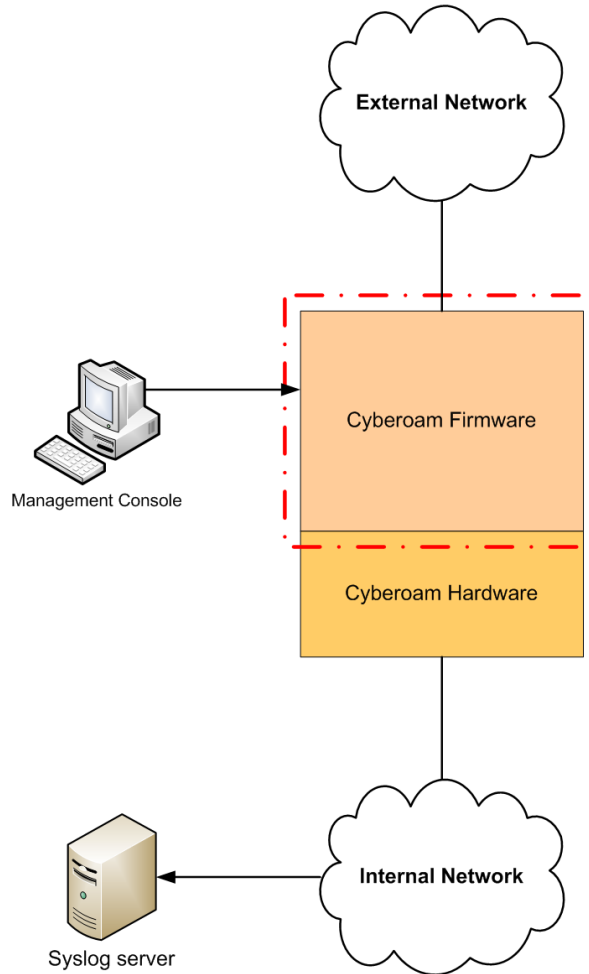 External Network
Cyberoam Firmware
Management Console
Cyberoam Hardware
Internal Network
Syslog server